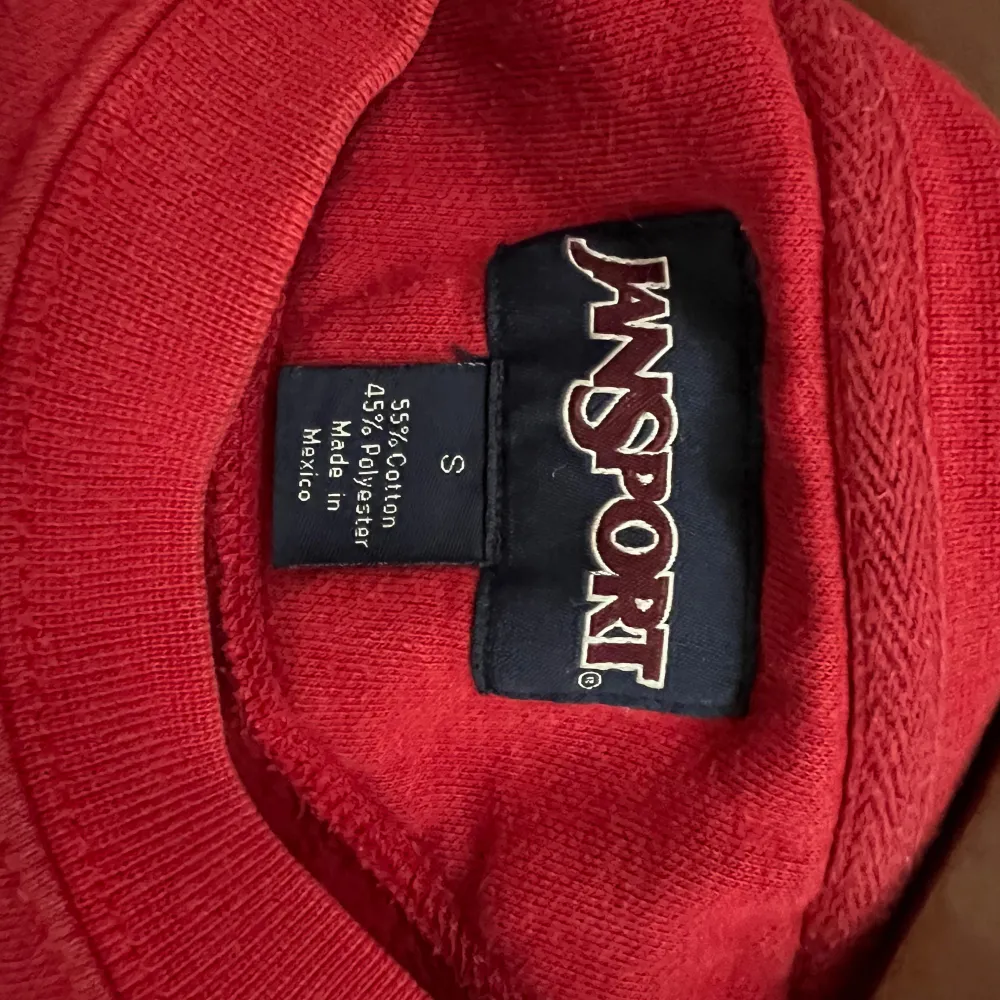 JANSPORT®
S
55% Cotton
45% Polyester
Made in
Mexico